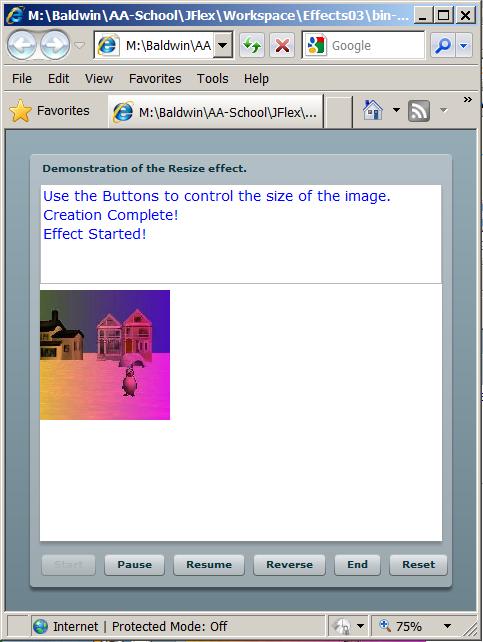 M:\Baldwin\AA-School\JFlex\Workspace\Effects03\bin-...
M:\Baldwin\AA
Google
File Edit View Favorites Tools Help
Favorites
M:\Baldwin\AA-School\JFlex\...
Demonstration of the Resize effect.
Use the Buttons to control the size of the image.
Creation Complete!
Effect Started!
Start Pause Resume Reverse End Reset
Internet | Protected Mode: Off
75%